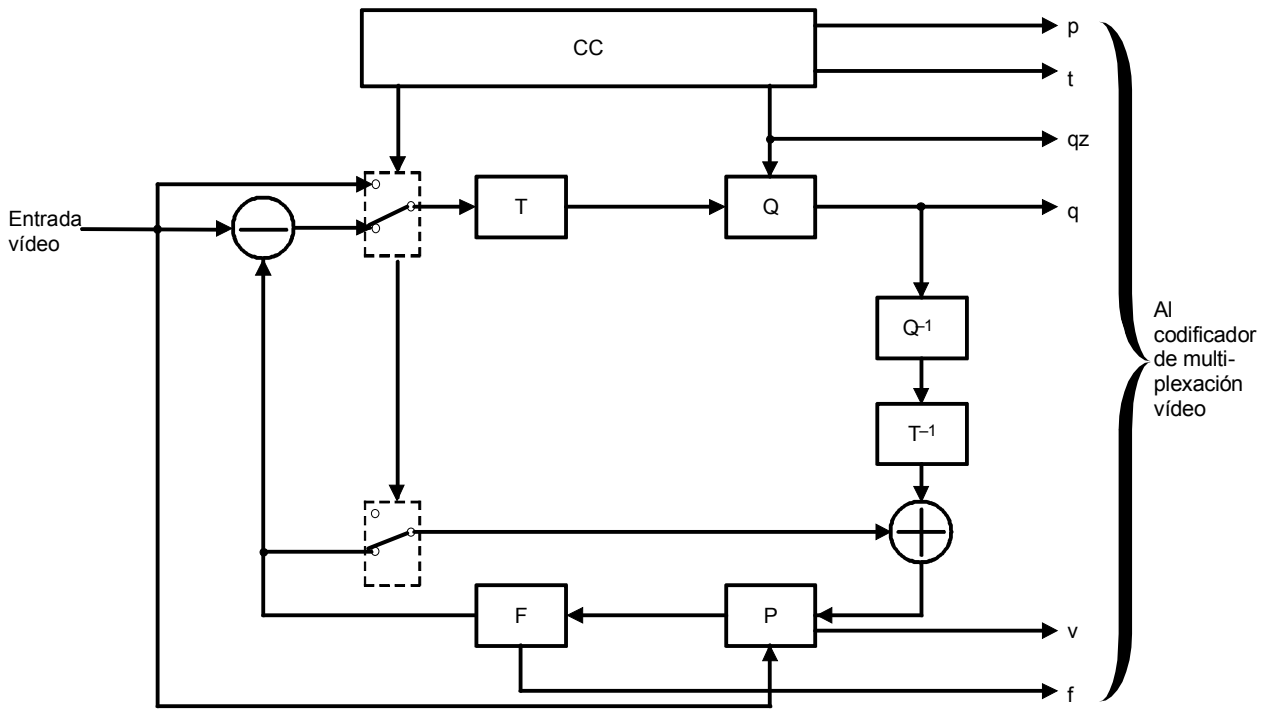 CC
p
t
qz
T
Q
q
Entrada
vídeo
Q–1
Al
codificador
de multi-
plexación
vídeo
T–1
F
P
v
f